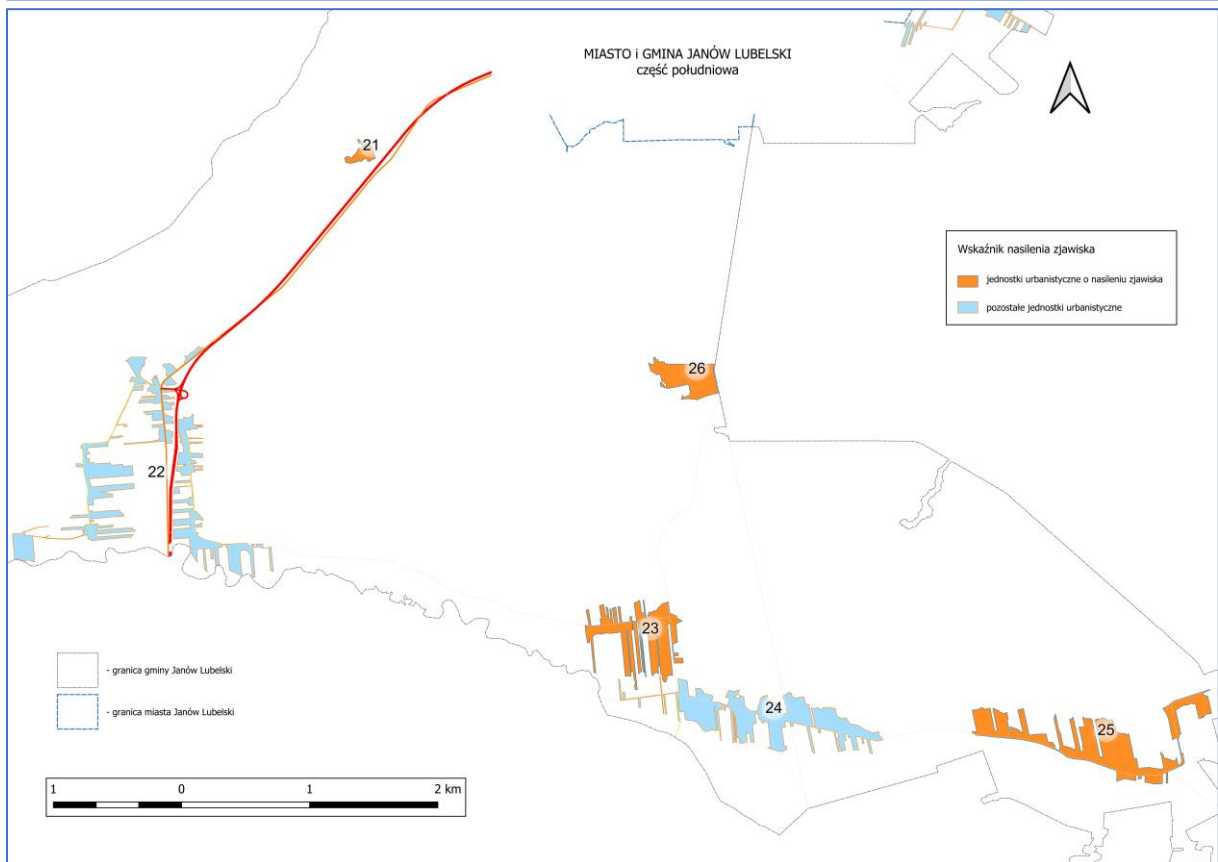 MIASTO i GMINA JANÓW LUBELSKI
część południowa
21
Wskaźnik nasilenia zjawiska
jednostki urbanistyczne o nasileniu zjawiska
pozostałe jednostki urbanistyczne
26
22
23
- granica gminy Janów Lubelski
- granica miasta Janów Lubelski
24
25
1 0 1 2 km